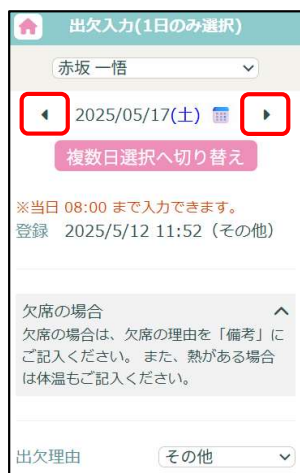 出欠入力(1日のみ選択)
赤坂 一悟
2025/05/17(土)
複数日選択へ切り替え
※当日 08:00 まで入力できます。
登録 2025/5/12 11:52（その他）
欠席の場合
欠席の場合は、欠席の理由を「備考」に
ご記入ください。 また、熱がある場合
は体温もご記入ください。
出欠理由 その他